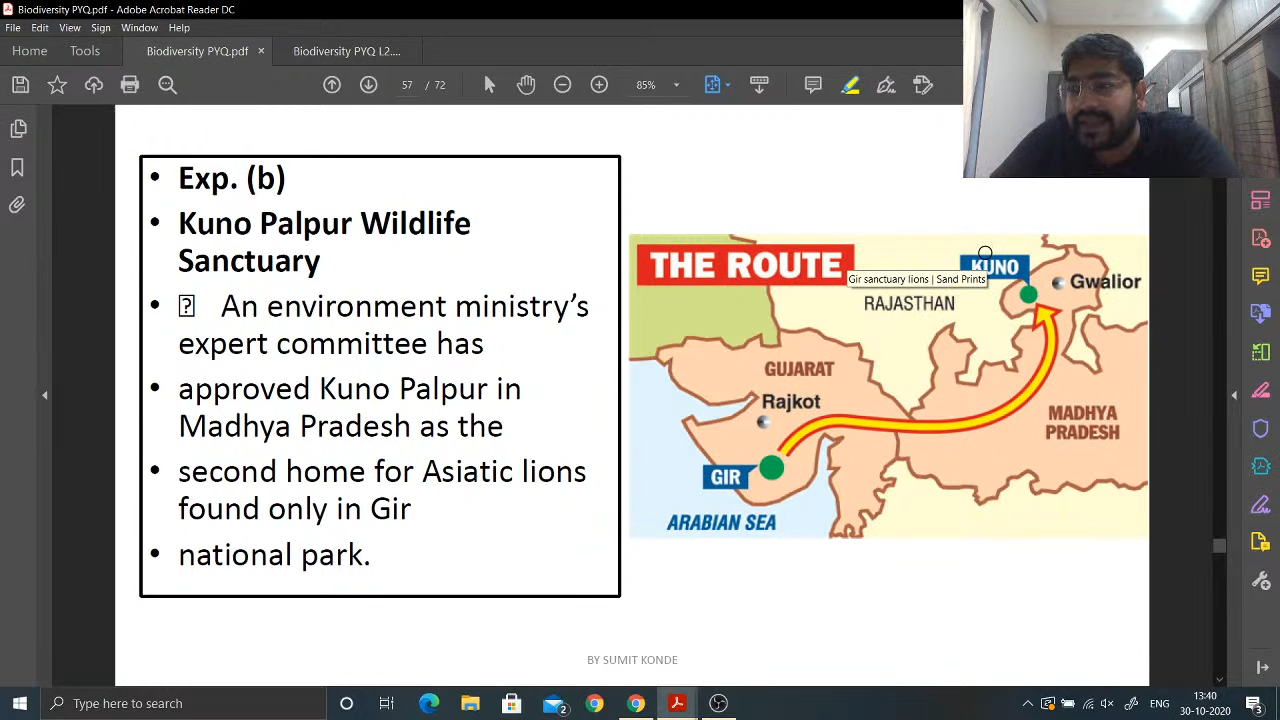 Biodiversity PYQ.pdf - Adobe Acrobat Reader DC
File Edit View Sign Window Help
Home Tools Biodiversity PYQ.pdf × Biodiversity PYQ L2....
57 / 72 85%
• Exp. (b)
• Kuno Palpur Wildlife
Sanctuary
• An environment ministry’s
expert committee has
• approved Kuno Palpur in
Madhya Pradesh as the
• second home for Asiatic lions
found only in Gir
• national park.
THE ROUTE
KUNO
Gir sanctuary lions | Sand Prints
Gwalior
RAJASTHAN
GUJARAT
Rajkot
MADHYA
PRADESH
GIR
ARABIAN SEA
BY SUMIT KONDE
Type here to search
2
ENG
13:40
30-10-2020
3